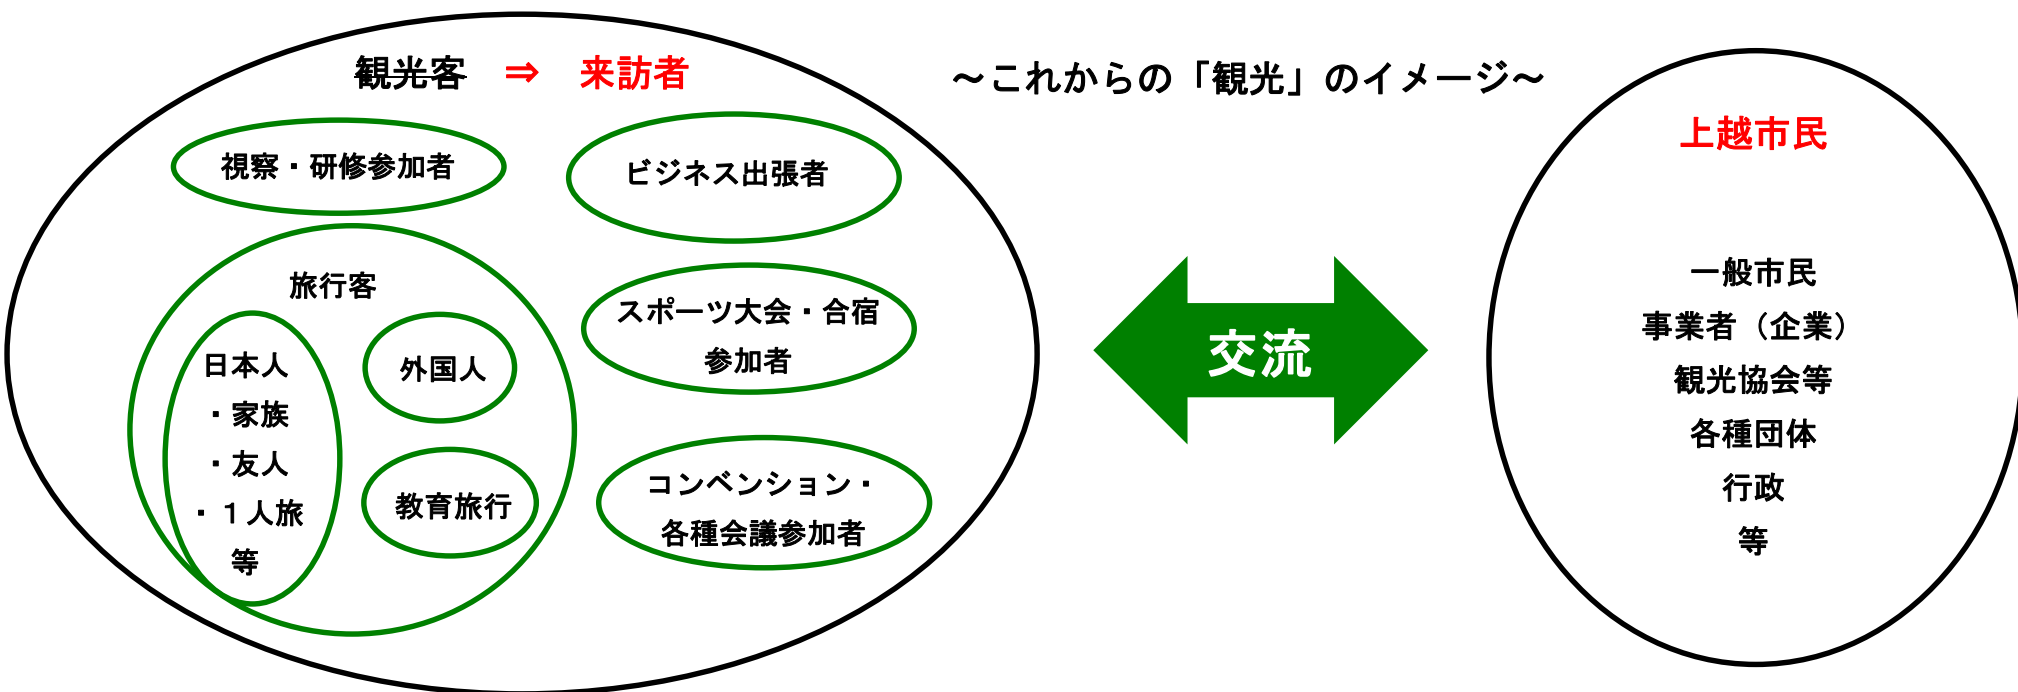 観光客 ⇒ 来訪者
～これからの「観光」のイメージ～
視察・研修参加者
ビジネス出張者
旅行客
日本人
・家族
・友人
・１人旅
等
外国人
教育旅行
スポーツ大会・合宿
参加者
コンベンション・
各種会議参加者
交流
上越市民
一般市民
事業者（企業）
観光協会等
各種団体
行政
等